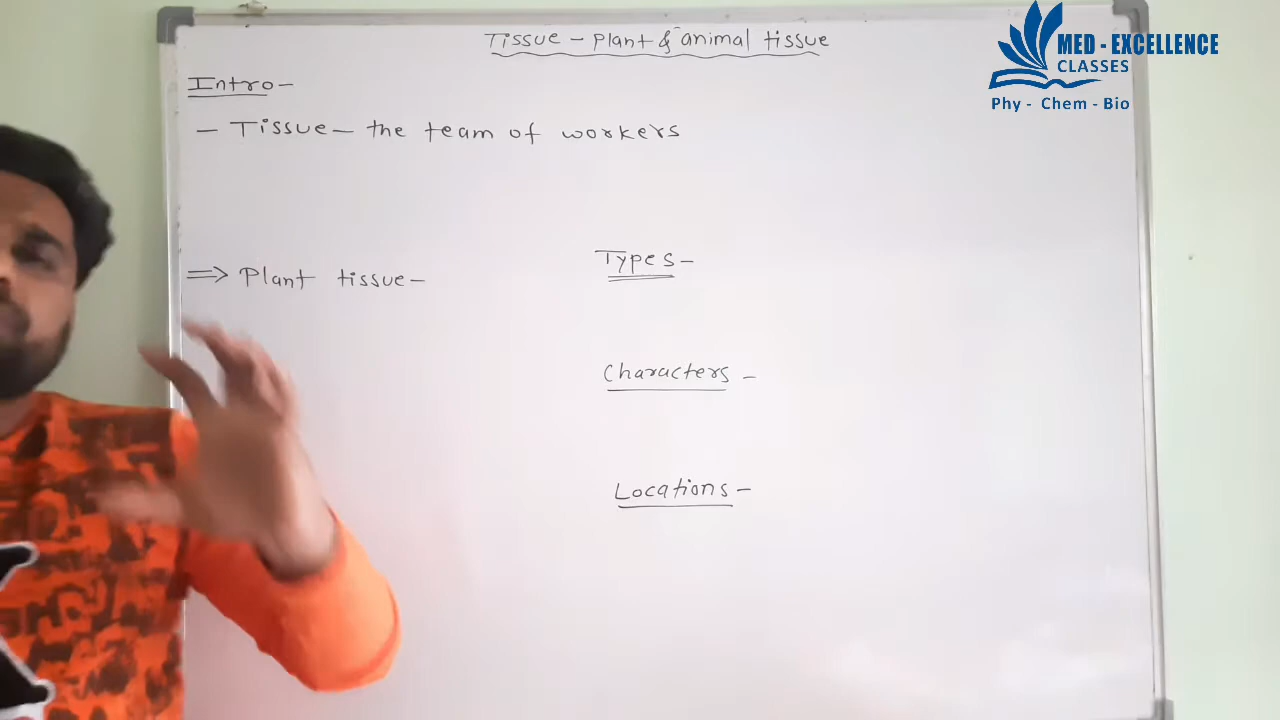 Tissue - Plant & animal tissue
MED - EXCELLENCE
CLASSES
Phy - Chem - Bio
Intro -
- Tissue - the team of workers
Types -
⇒ Plant tissue -
Characters -
Locations -